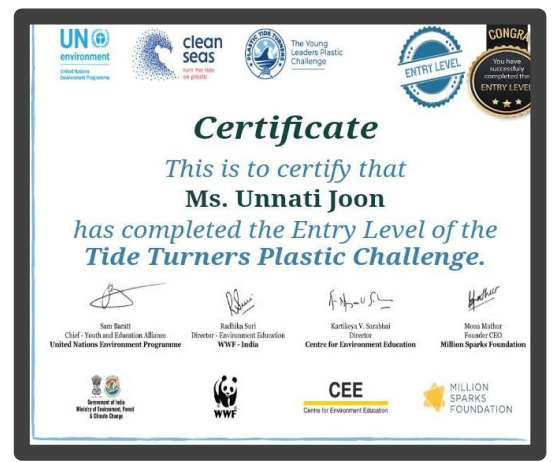 UN
environment
United Nations
Environment Programme
clean
seas
turn the tide
on plastic
PLASTIC TIDE TURNERS
The Young
Leaders Plastic
Challenge
ENTRY LEVEL
CONGRA
You have
successfuly
completed the
ENTRY LEVEL
Certificate
This is to certify that
Ms. Unnati Joon
has completed the Entry Level of the
Tide Turners Plastic Challenge.
Sam Baratt
Chief - Youth and Education Alliance
United Nations Environment Programme
Radhika Suri
Director - Environment Education
WWF - India
Kartikeya V. Sarabhai
Director
Centre for Environment Education
Mona Mathur
Founder CEO
Million Sparks Foundation
Government of India
Ministry of Environment, Forest
& Climate Change
WWF
CEE
Centre for Environment Education
MILLION
SPARKS
FOUNDATION